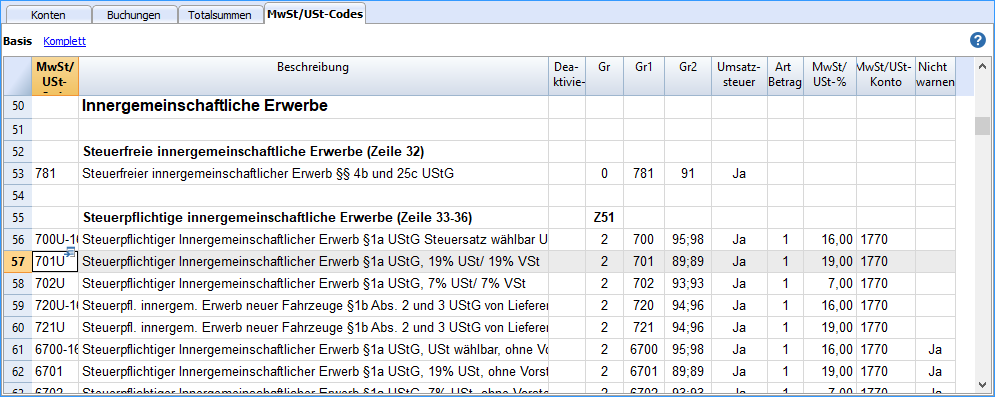 Konten Buchungen Totalsummen MwSt/USt-Codes
Basis Komplett ?
MwSt/ Beschreibung Dea- Gr Gr1 Gr2 Umsatz- Art MwSt/ MwSt/USt- Nicht
USt- ktivie- steuer Betrag USt-% Konto warnen
50 Innergemeinschaftliche Erwerbe
51
52 Steuerfreie innergemeinschaftliche Erwerbe (Zeile 32)
53 781 Steuerfreier innergemeinschaftlicher Erwerb §§ 4b und 25c UStG 0 781 91 Ja
54
55 Steuerpflichtige innergemeinschaftliche Erwerbe (Zeile 33-36) Z51
56 700U-16 Steuerpflichtiger Innergemeinschaftlicher Erwerb §1a UStG Steuersatz wählbar U 2 700 95;98 Ja 1 16,00 1770
57 701U Steuerpflichtiger Innergemeinschaftlicher Erwerb §1a UStG, 19% USt/ 19% VSt 2 701 89;89 Ja 1 19,00 1770
58 702U Steuerpflichtiger Innergemeinschaftlicher Erwerb §1a UStG, 7% USt/ 7% VSt 2 702 93;93 Ja 1 7,00 1770
59 720U-16 Steuerpfl. innergem. Erwerb neuer Fahrzeuge §1b Abs. 2 und 3 UStG von Lieferen 2 720 94;96 Ja 1 16,00 1770
60 721U Steuerpfl. innergem. Erwerb neuer Fahrzeuge §1b Abs. 2 und 3 UStG von Lieferen 2 721 94;96 Ja 1 19,00 1770
61 6700-16 Steuerpflichtiger Innergemeinschaftlicher Erwerb §1a UStG, USt wählbar, ohne Vo 2 6700 95;98 Ja 1 16,00 1770 Ja
62 6701 Steuerpflichtiger Innergemeinschaftlicher Erwerb §1a UStG, 19% USt, ohne Vorst 2 6701 89;89 Ja 1 19,00 1770 Ja
63 6702 Steuerpflichtiger Innergemeinschaftlicher Erwerb §1a UStG, 7% USt, ohne Vorste 2 6702 93;93 Ja 1 7,00 1770 Ja